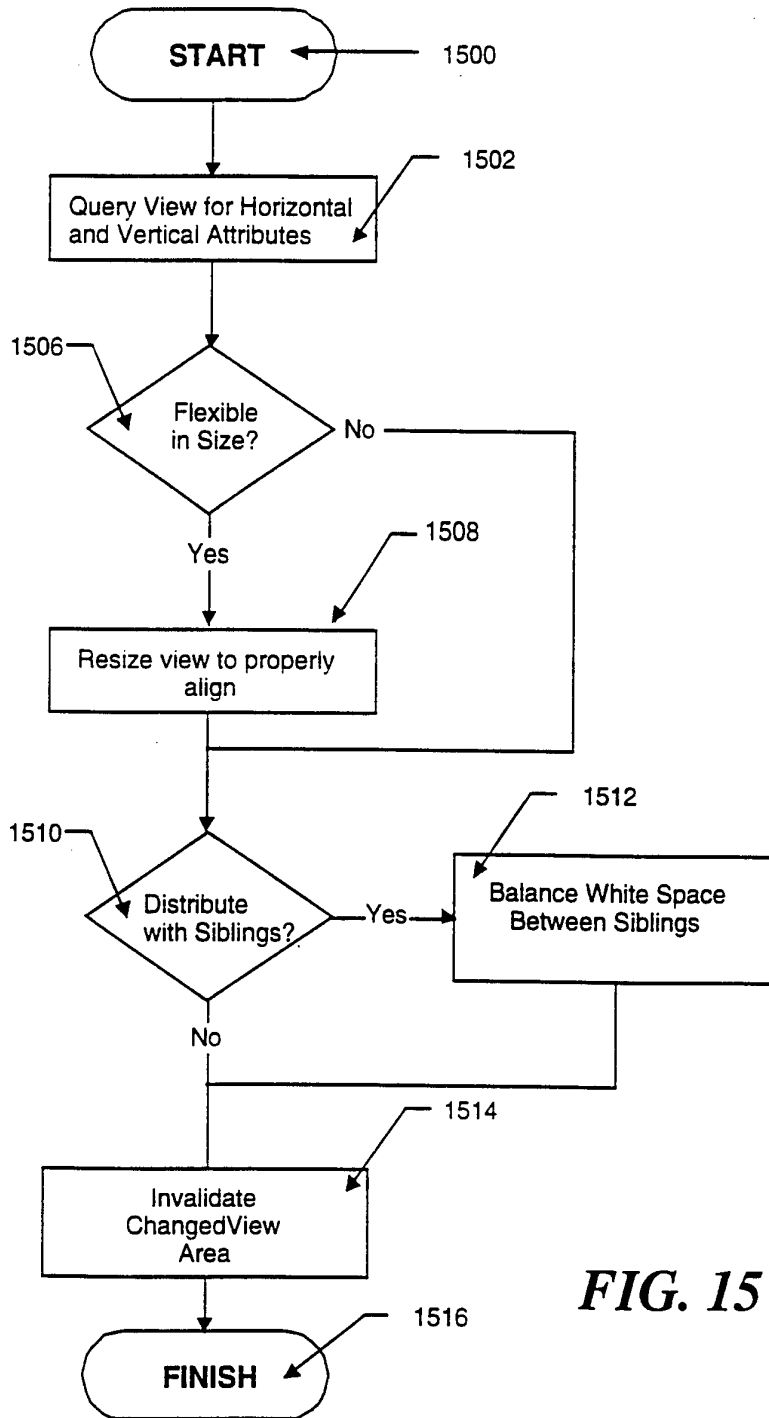 START
1500
1502
Query View for Horizontal
and Vertical Attributes
1506
Flexible
in Size?
No
Yes
1508
Resize view to properly
align
1510
1512
Distribute
with Siblings?
Yes
Balance White Space
Between Siblings
No
1514
Invalidate
ChangedView
Area
FIG. 15
1516
FINISH